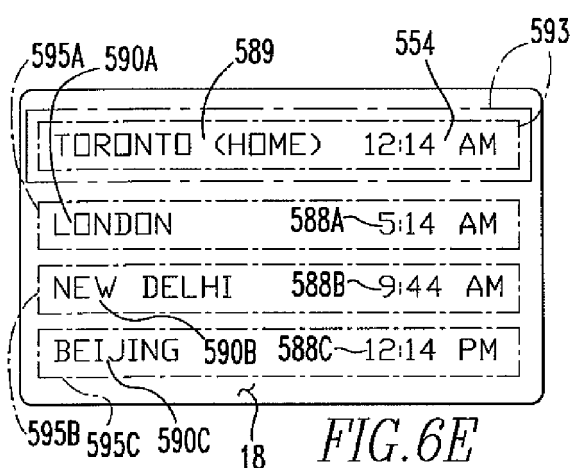 595A 590A 589 554 593
TORONTO (HOME) 12:14 AM
LONDON 588A 5:14 AM
NEW DELHI 588B 9:44 AM
BEIJING 590B 588C 12:14 PM
595B 595C 590C 18 FIG.6E